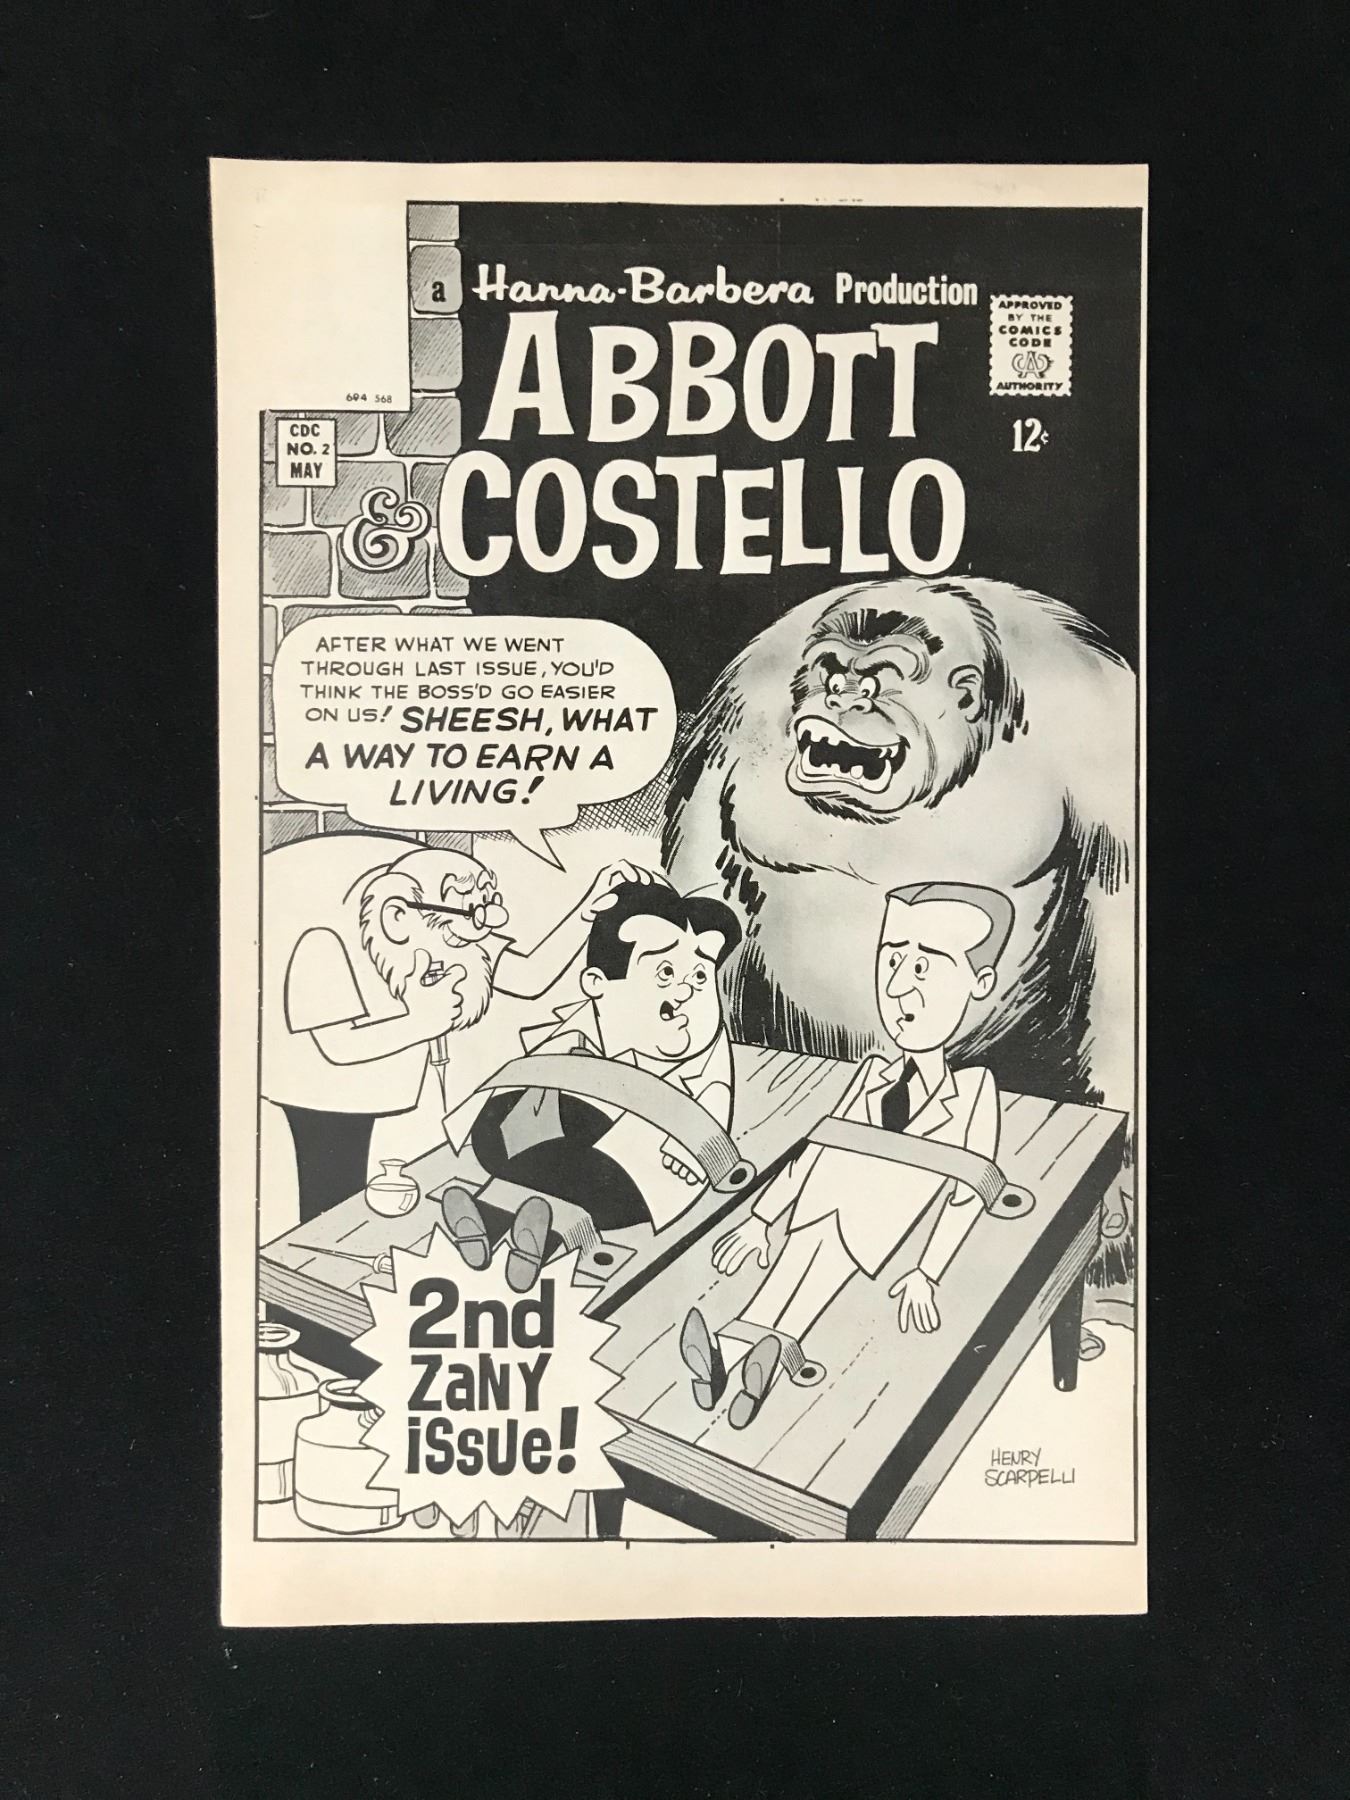 a Hanna-Barbera Production
ABBOTT
& COSTELLO
APPROVED
BY THE
COMICS
CODE
CA
AUTHORITY
12¢
604 568
CDC
NO. 2
MAY
AFTER WHAT WE WENT
THROUGH LAST ISSUE, YOU'D
THINK THE BOSS'D GO EASIER
ON US! SHEESH, WHAT
A WAY TO EARN A
LIVING!
2nd
ZaNY
iSSUe!
HENRY
SCARPELLI